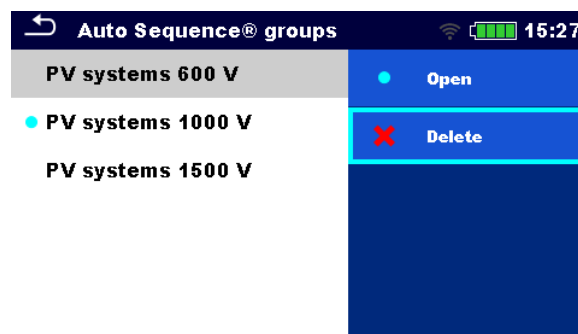 Auto Sequence® groups 15:27
PV systems 600 V
PV systems 1000 V
PV systems 1500 V
Open
Delete